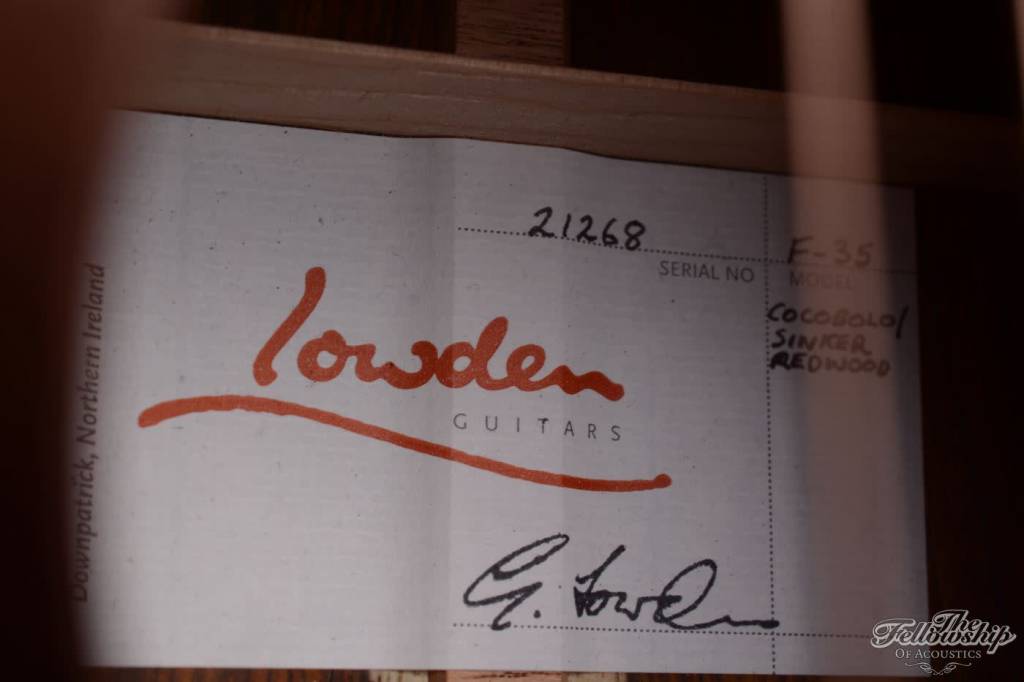 21268
SERIAL NO
F-35
MODEL
COCOBOLO/
SINKER
REDWOOD
lowden
GUITARS
Downpatrick, Northern Ireland
G. Lowden
The
Fellowship
OF ACOUSTICS